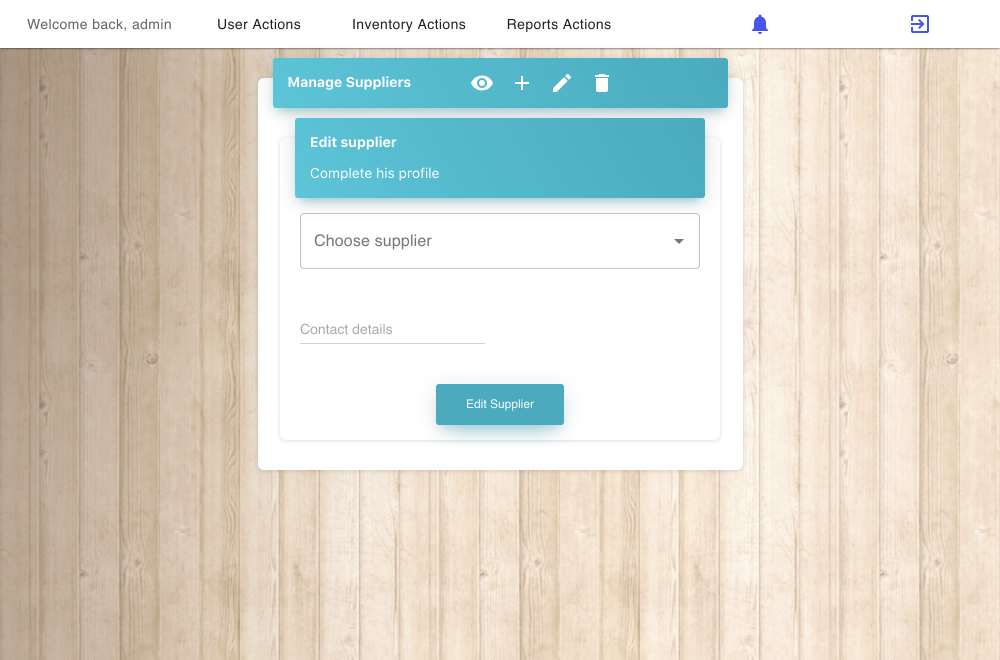 Welcome back, admin User Actions Inventory Actions Reports Actions
Manage Suppliers
Edit supplier
Complete his profile
Choose supplier
Contact details
Edit Supplier